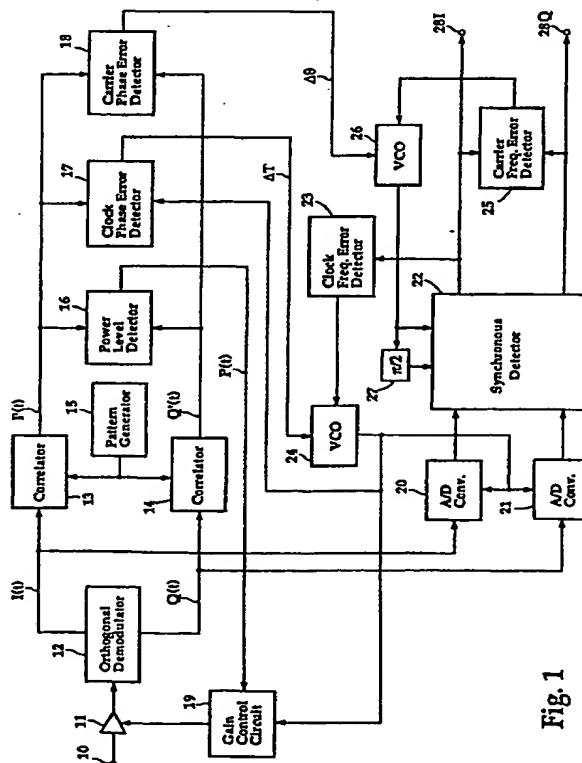 18
Carrier
Phase Error
Detector
Δθ
28I
28Q
17
Clock
Phase Error
Detector
ΔT
26
VCO
Carrier
Freq. Error
Detector
25
23
Clock
Freq. Error
Detector
16
Power
Level
Detector
P(t)
22
Synchronous
Detector
π/2
27
I'(t)
15
Pattern
Generator
Q'(t)
VCO
24
Correlator
13
Correlator
14
20
A/D
Conv.
A/D
Conv.
21
I(t)
Q(t)
12
Orthogonal
Demodulator
11
10
19
Gain
Control
Circuit
Fig. 1